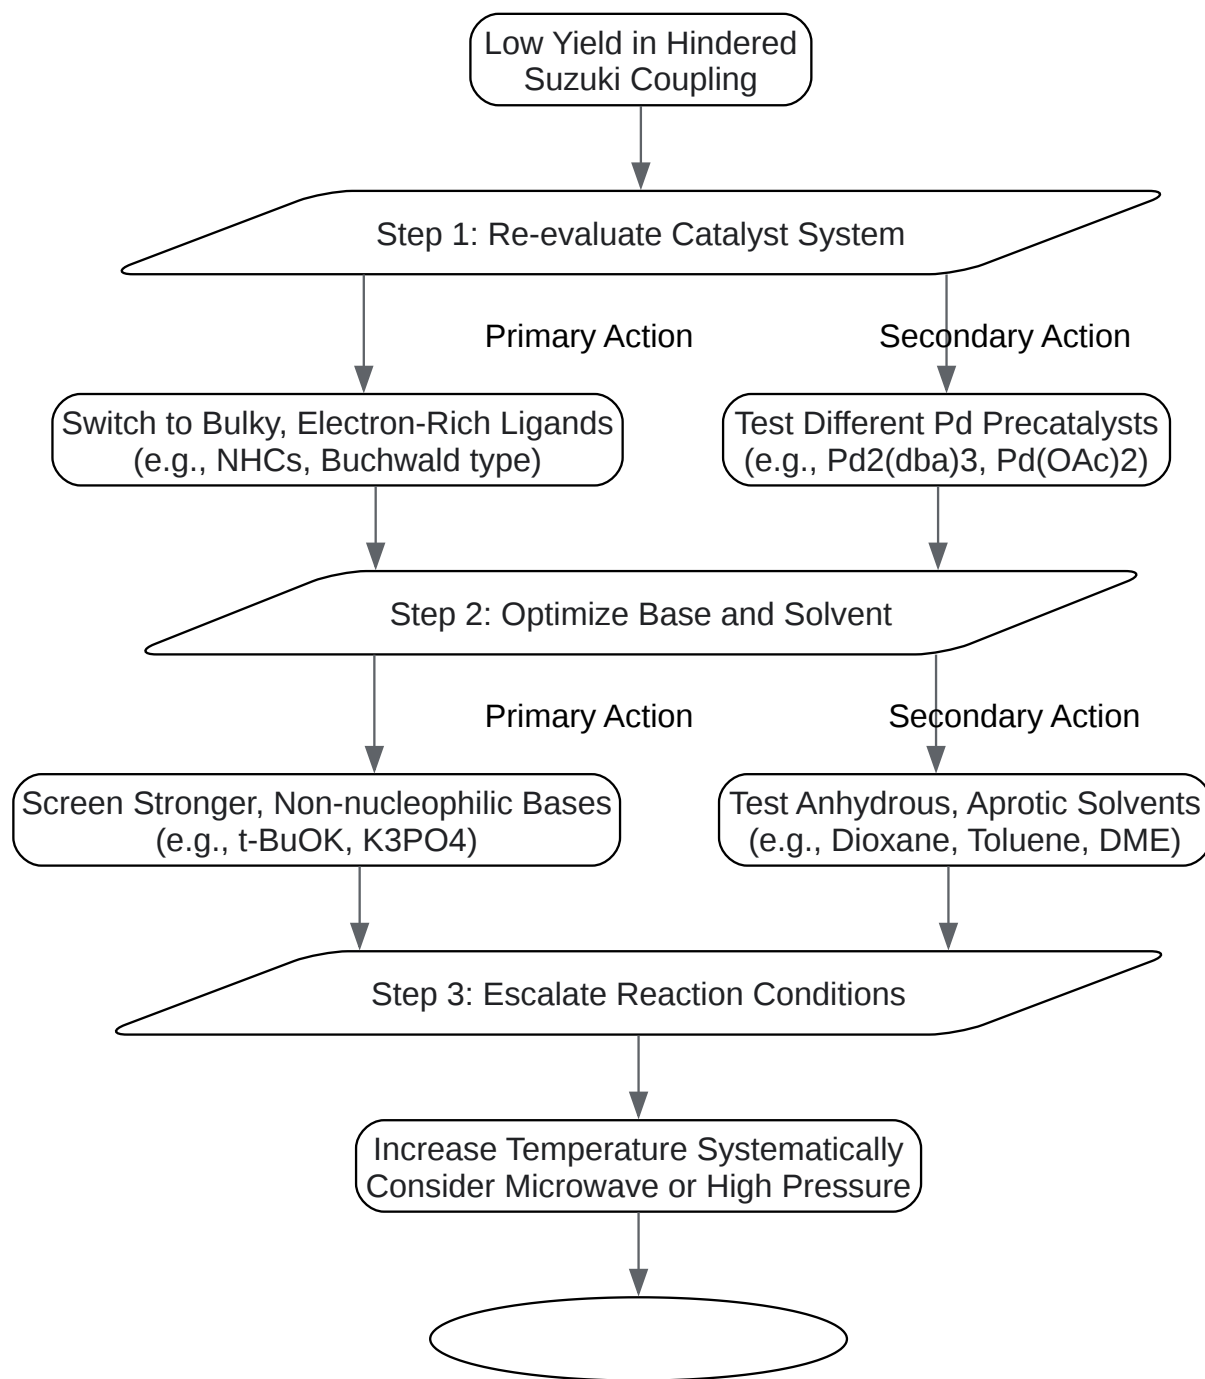 Low Yield in Hindered
Suzuki Coupling
Step 1: Re-evaluate Catalyst System
Primary Action
Secondary Action
Switch to Bulky, Electron-Rich Ligands
(e.g., NHCs, Buchwald type)
Test Different Pd Precatalysts
(e.g., Pd2(dba)3, Pd(OAc)2)
Step 2: Optimize Base and Solvent
Primary Action
Secondary Action
Screen Stronger, Non-nucleophilic Bases
(e.g., t-BuOK, K3PO4)
Test Anhydrous, Aprotic Solvents
(e.g., Dioxane, Toluene, DME)
Step 3: Escalate Reaction Conditions
Increase Temperature Systematically
Consider Microwave or High Pressure